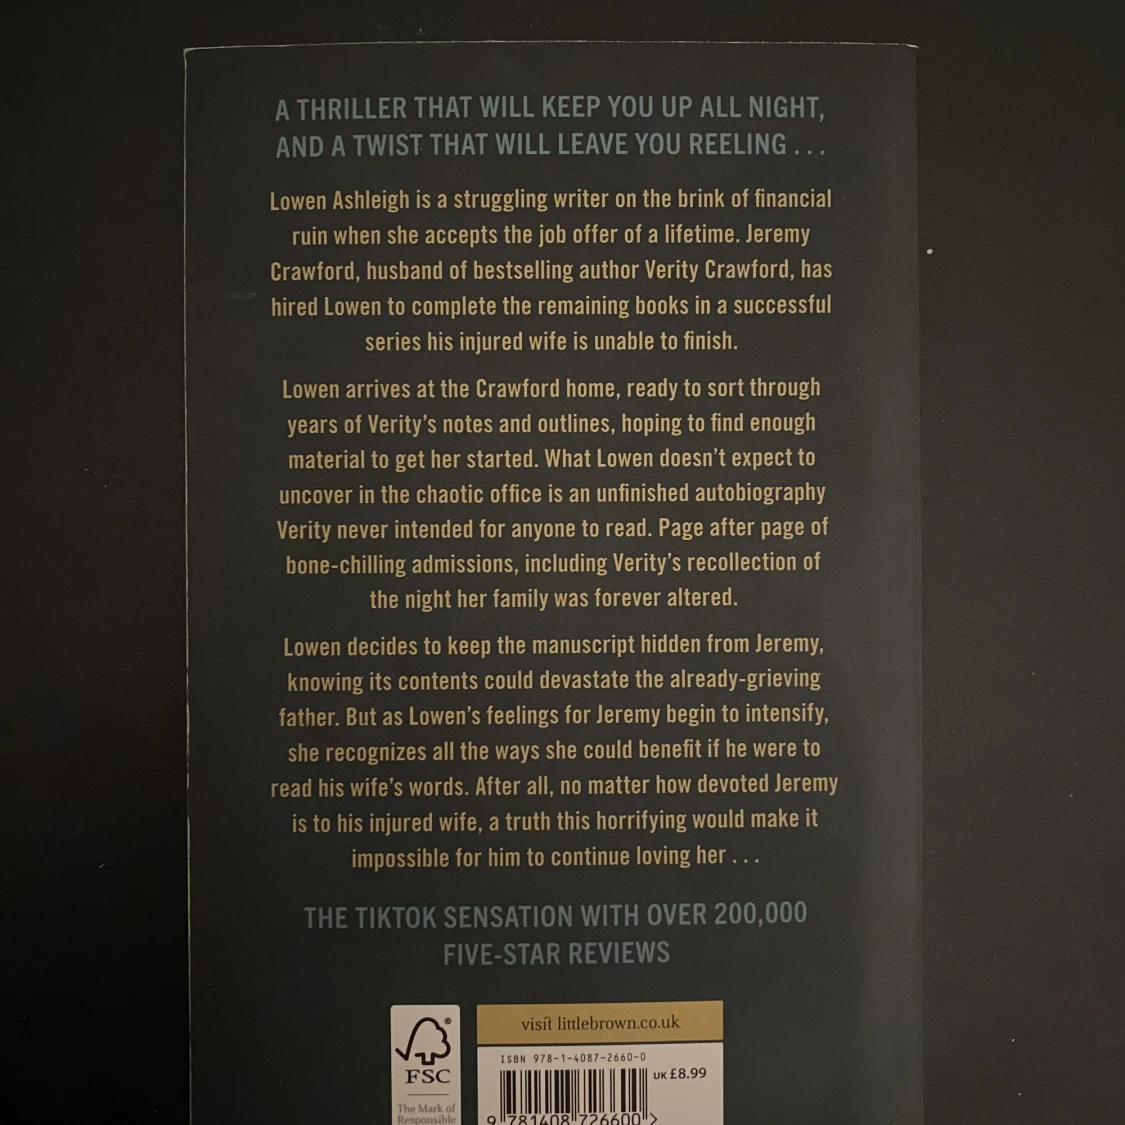 A THRILLER THAT WILL KEEP YOU UP ALL NIGHT,
AND A TWIST THAT WILL LEAVE YOU REELING . . .
Lowen Ashleigh is a struggling writer on the brink of financial
ruin when she accepts the job offer of a lifetime. Jeremy
Crawford, husband of bestselling author Verity Crawford, has
hired Lowen to complete the remaining books in a successful
series his injured wife is unable to finish.
Lowen arrives at the Crawford home, ready to sort through
years of Verity’s notes and outlines, hoping to find enough
material to get her started. What Lowen doesn’t expect to
uncover in the chaotic office is an unfinished autobiography
Verity never intended for anyone to read. Page after page of
bone-chilling admissions, including Verity’s recollection of
the night her family was forever altered.
Lowen decides to keep the manuscript hidden from Jeremy,
knowing its contents could devastate the already-grieving
father. But as Lowen’s feelings for Jeremy begin to intensify,
she recognizes all the ways she could benefit if he were to
read his wife’s words. After all, no matter how devoted Jeremy
is to his injured wife, a truth this horrifying would make it
impossible for him to continue loving her . . .
THE TIKTOK SENSATION WITH OVER 200,000
FIVE-STAR REVIEWS
®
FSC
The Mark of
Responsible
visit littlebrown.co.uk
ISBN 978-1-4087-2660-0
UK £8.99
9 781408 726600 >